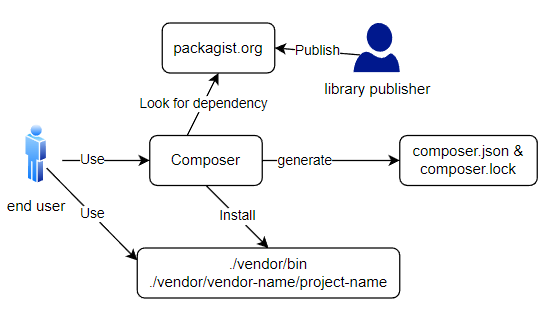 packagist.org
Publish
library publisher
Look for dependency
Use
Composer
generate
composer.json &
composer.lock
end user
Use
Install
./vendor/bin
./vendor/vendor-name/project-name